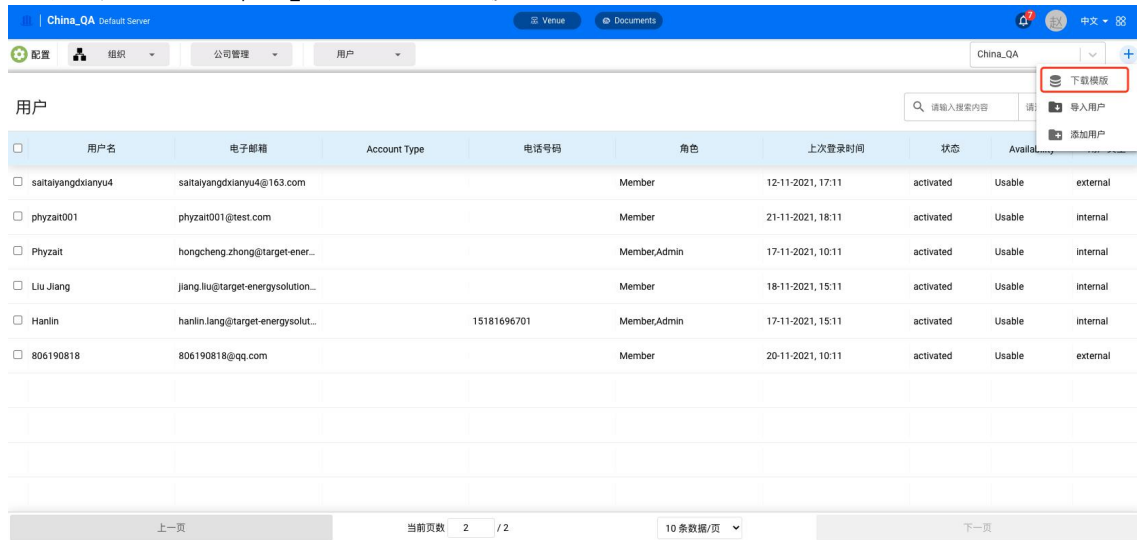 China_QA Default Server Venue Documents 7 赵 中文
配置 组织 公司管理 用户 China_QA
下载模版
用户 请输入搜索内容 导入用户
添加用户
用户名 电子邮箱 Account Type 电话号码 角色 上次登录时间 状态
saitaiyangdxianyu4 saitaiyangdxianyu4@163.com Member 12-11-2021, 17:11 activated Usable external
phyzait001 phyzait001@test.com Member 21-11-2021, 18:11 activated Usable internal
Phyzait hongcheng.zhong@target-ener... Member,Admin 17-11-2021, 10:11 activated Usable internal
Liu Jiang jiang.liu@target-energysolution... Member 18-11-2021, 15:11 activated Usable internal
Hanlin hanlin.lang@target-energysolut... 15181696701 Member,Admin 17-11-2021, 15:11 activated Usable internal
806190818 806190818@qq.com Member 20-11-2021, 10:11 activated Usable external
上一页 当前页数 2 / 2 10 条数据/页 下一页